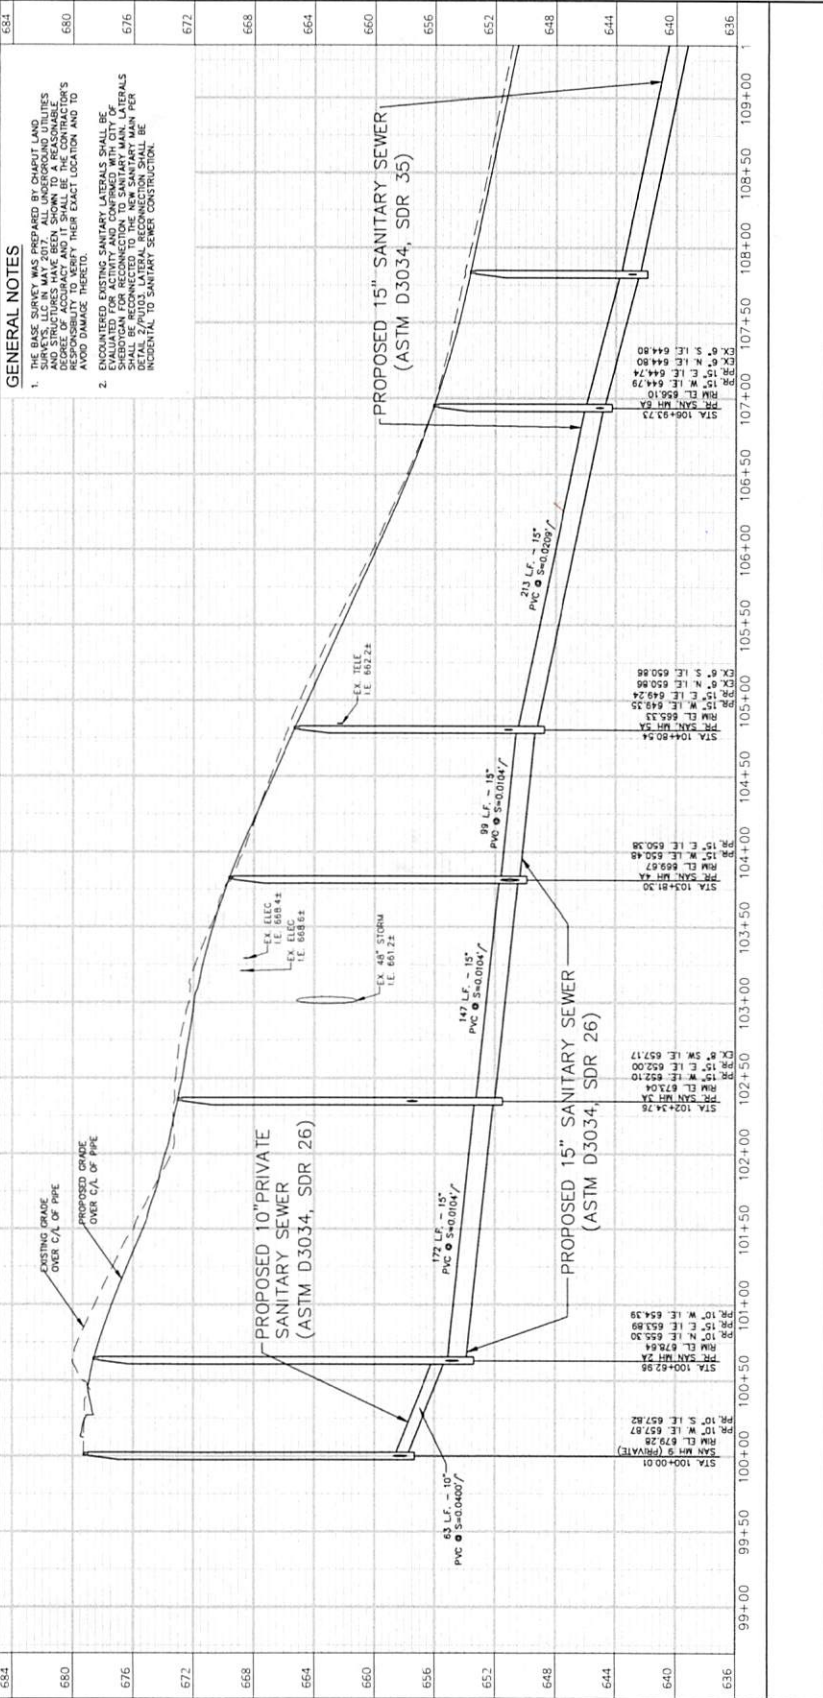 684
680
676
672
668
664
660
656
652
648
644
640
636
GENERAL NOTES
1. THE BASE SURVEY WAS PREPARED BY CHAPUT LAND
SURVEYS, LLC IN MAY 2017. ALL UNDERGROUND UTILITIES
AND STRUCTURES HAVE BEEN SHOWN TO A REASONABLE
DEGREE OF ACCURACY AND IT SHALL BE THE CONTRACTOR'S
RESPONSIBILITY TO VERIFY THEIR EXACT LOCATION AND TO
AVOID DAMAGE THERETO.
2. ENCOUNTERED EXISTING SANITARY LATERALS SHALL BE
EVALUATED FOR ACTIVITY AND CONFIRMED WITH CITY OF
SHEBOYGAN FOR RECONNECTION TO SANITARY MAIN. LATERALS
SHALL BE RECONNECTED TO THE NEW SANITARY MAIN PER
DETAIL 2/PU103. LATERAL RECONNECTION SHALL BE
INCIDENTAL TO SANITARY SEWER CONSTRUCTION.
EXISTING GRADE
OVER C/L OF PIPE
PROPOSED GRADE
OVER C/L OF PIPE
PROPOSED 10" PRIVATE
SANITARY SEWER
(ASTM D3034, SDR 26)
EX. ELEC
I.E. 668.4±
EX. ELEC
I.E. 668.6±
EX. 48" STORM
I.E. 661.2±
EX. TELE
I.E. 662.2±
PROPOSED 15" SANITARY SEWER
(ASTM D3034, SDR 35)
63 L.F. - 10"
PVC @ S=0.0400'/'
172 L.F. - 15"
PVC @ S=0.0104'/'
147 L.F. - 15"
PVC @ S=0.0104'/'
99 L.F. - 15"
PVC @ S=0.0104'/'
213 L.F. - 15"
PVC @ S=0.0209'/'
PROPOSED 15" SANITARY SEWER
(ASTM D3034, SDR 26)
STA. 100+00.01
SAN MH 9 (PRIVATE)
RIM EL 679.28
PR. 10" W. I.E. 657.87
PR. 10" S. I.E. 657.82
STA. 100+62.96
PR. SAN MH 2A
RIM EL 678.64
PR. 10" N. I.E. 655.30
PR. 15" E. I.E. 653.89
PR. 10" W. I.E. 654.39
STA. 102+34.76
PR. SAN MH 3A
RIM EL 673.04
PR. 15" W. I.E. 652.10
PR. 15" E. I.E. 652.00
EX. 8" SW. I.E. 657.17
STA. 103+81.30
PR. SAN. MH 4A
RIM EL 669.67
PR. 15" W. I.E. 650.48
PR. 15" E. I.E. 650.38
STA. 104+80.54
PR. SAN. MH 5A
RIM EL 665.33
PR. 15" W. I.E. 649.35
PR. 15" E. I.E. 649.24
EX. 6" N. I.E. 650.86
EX. 6" S. I.E. 650.86
STA. 106+93.73
PR. SAN. MH 6A
RIM EL 656.10
PR. 15" W. I.E. 644.79
PR. 15" E. I.E. 644.74
EX. 6" N. I.E. 644.80
EX. 6" S. I.E. 644.80
99+00
99+50
100+00
100+50
101+00
101+50
102+00
102+50
103+00
103+50
104+00
104+50
105+00
105+50
106+00
106+50
107+00
107+50
108+00
108+50
109+00
1
684
680
676
672
668
664
660
656
652
648
644
640
636